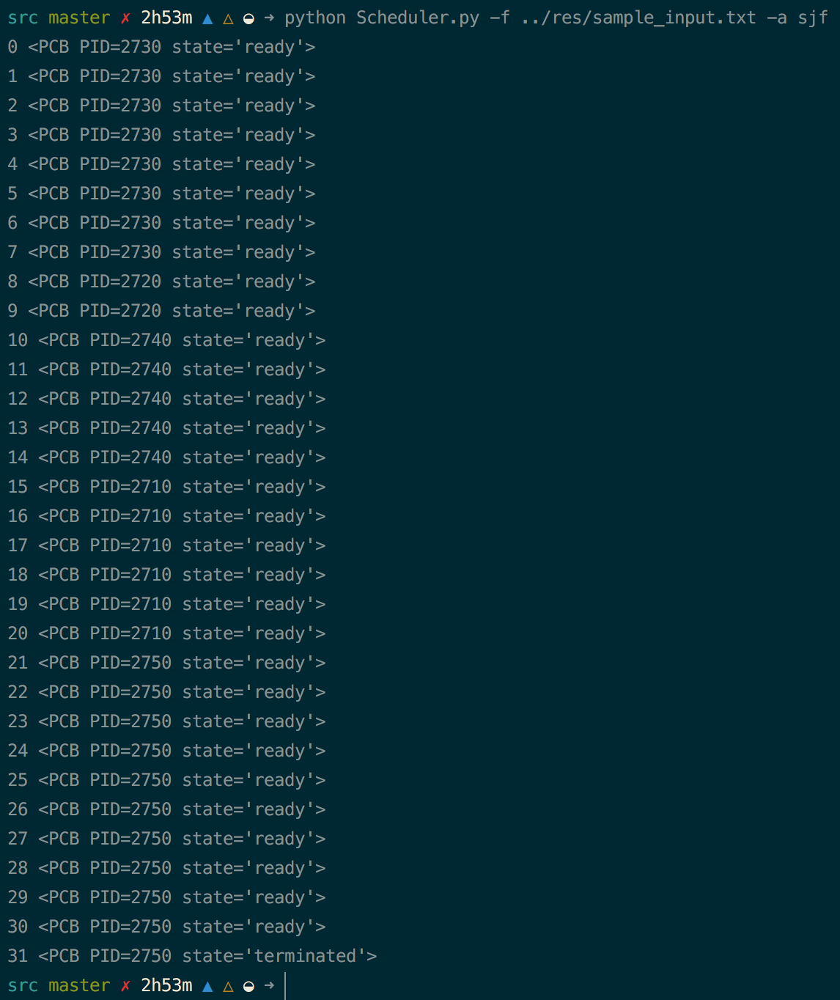 src master ✗ 2h53m ▲ △ ◒ → python Scheduler.py -f ../res/sample_input.txt -a sjf
0 <PCB PID=2730 state='ready'>
1 <PCB PID=2730 state='ready'>
2 <PCB PID=2730 state='ready'>
3 <PCB PID=2730 state='ready'>
4 <PCB PID=2730 state='ready'>
5 <PCB PID=2730 state='ready'>
6 <PCB PID=2730 state='ready'>
7 <PCB PID=2730 state='ready'>
8 <PCB PID=2720 state='ready'>
9 <PCB PID=2720 state='ready'>
10 <PCB PID=2740 state='ready'>
11 <PCB PID=2740 state='ready'>
12 <PCB PID=2740 state='ready'>
13 <PCB PID=2740 state='ready'>
14 <PCB PID=2740 state='ready'>
15 <PCB PID=2710 state='ready'>
16 <PCB PID=2710 state='ready'>
17 <PCB PID=2710 state='ready'>
18 <PCB PID=2710 state='ready'>
19 <PCB PID=2710 state='ready'>
20 <PCB PID=2710 state='ready'>
21 <PCB PID=2750 state='ready'>
22 <PCB PID=2750 state='ready'>
23 <PCB PID=2750 state='ready'>
24 <PCB PID=2750 state='ready'>
25 <PCB PID=2750 state='ready'>
26 <PCB PID=2750 state='ready'>
27 <PCB PID=2750 state='ready'>
28 <PCB PID=2750 state='ready'>
29 <PCB PID=2750 state='ready'>
30 <PCB PID=2750 state='ready'>
31 <PCB PID=2750 state='terminated'>
src master ✗ 2h53m ▲ △ ◒ →